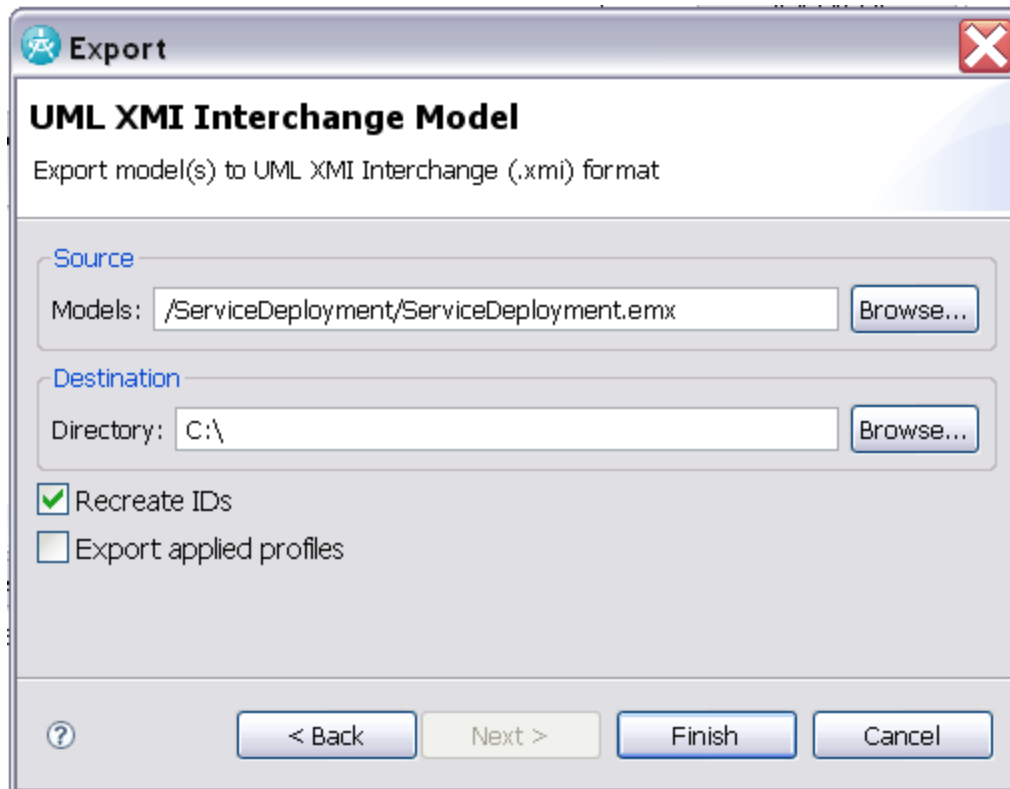 Export
UML XMI Interchange Model
Export model(s) to UML XMI Interchange (.xmi) format
Source
Models: /ServiceDeployment/ServiceDeployment.emx Browse...
Destination
Directory: C:\ Browse...
Recreate IDs
Export applied profiles
? < Back Next > Finish Cancel